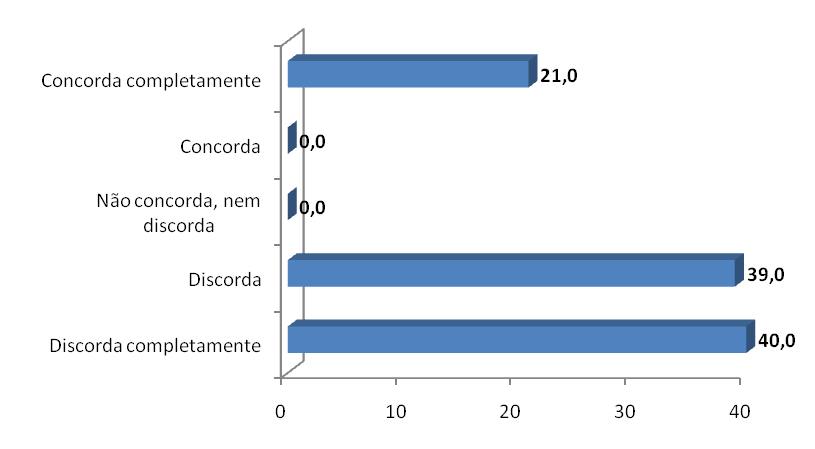 Concorda completamente
21,0
Concorda
0,0
Não concorda, nem
discorda
0,0
Discorda
39,0
Discorda completamente
40,0
0 10 20 30 40